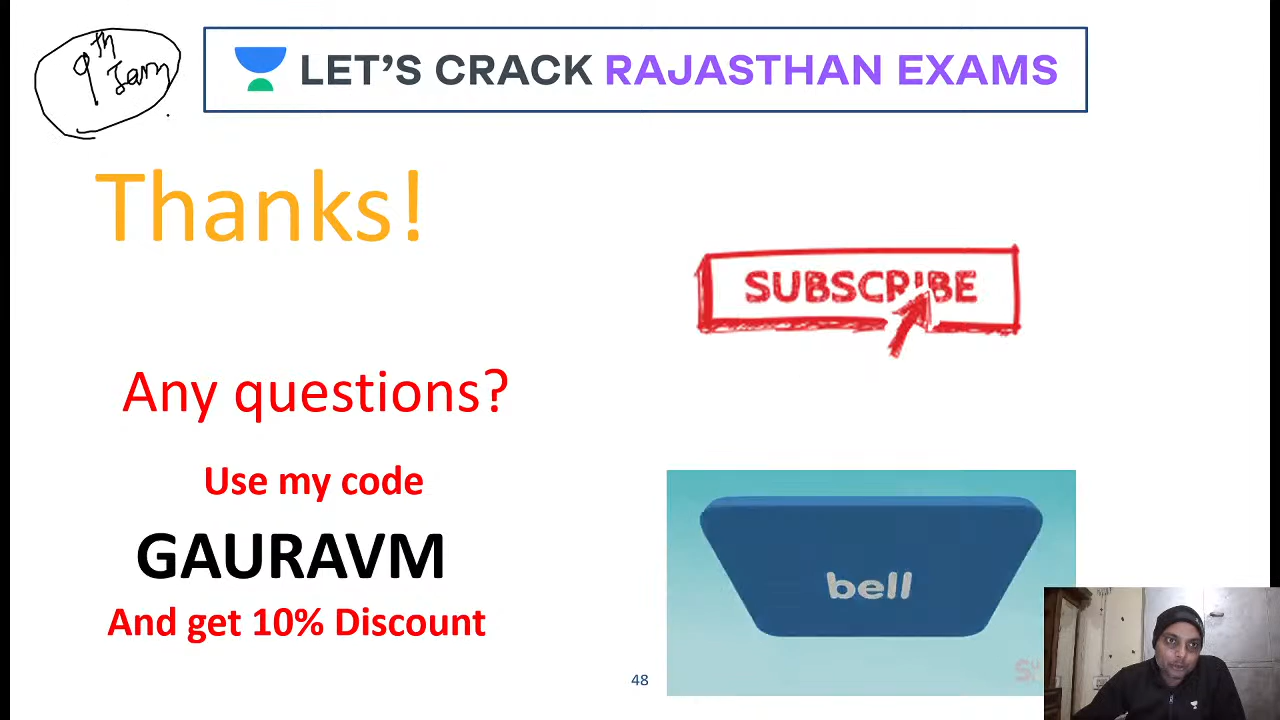 9th
Jan
LET'S CRACK RAJASTHAN EXAMS
Thanks!
SUBSCRIBE
Any questions?
Use my code
GAURAVM
And get 10% Discount
bell
48